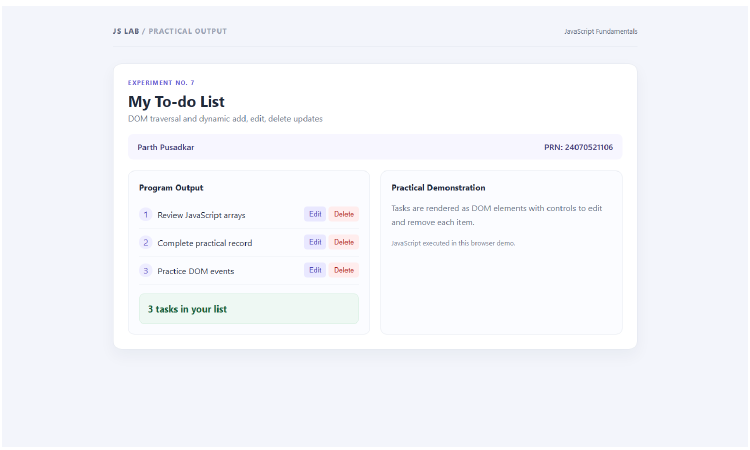 JS LAB / PRACTICAL OUTPUT
JavaScript Fundamentals
EXPERIMENT NO. 7
My To-do List
DOM traversal and dynamic add, edit, delete updates
Parth Pusadkar
PRN: 24070521106
Program Output
1 Review JavaScript arrays Edit Delete
2 Complete practical record Edit Delete
3 Practice DOM events Edit Delete
3 tasks in your list
Practical Demonstration
Tasks are rendered as DOM elements with controls to edit
and remove each item.
JavaScript executed in this browser demo.